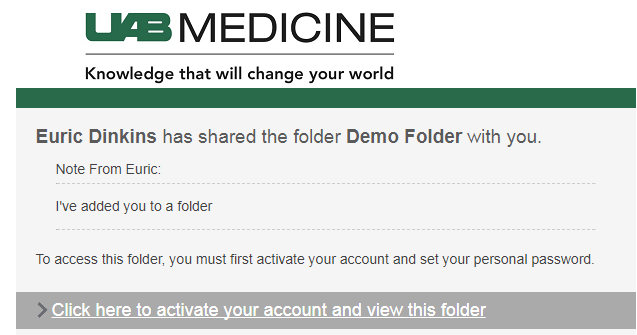 UAB MEDICINE
Knowledge that will change your world
Euric Dinkins has shared the folder Demo Folder with you.
Note From Euric:
I've added you to a folder
To access this folder, you must first activate your account and set your personal password.
Click here to activate your account and view this folder